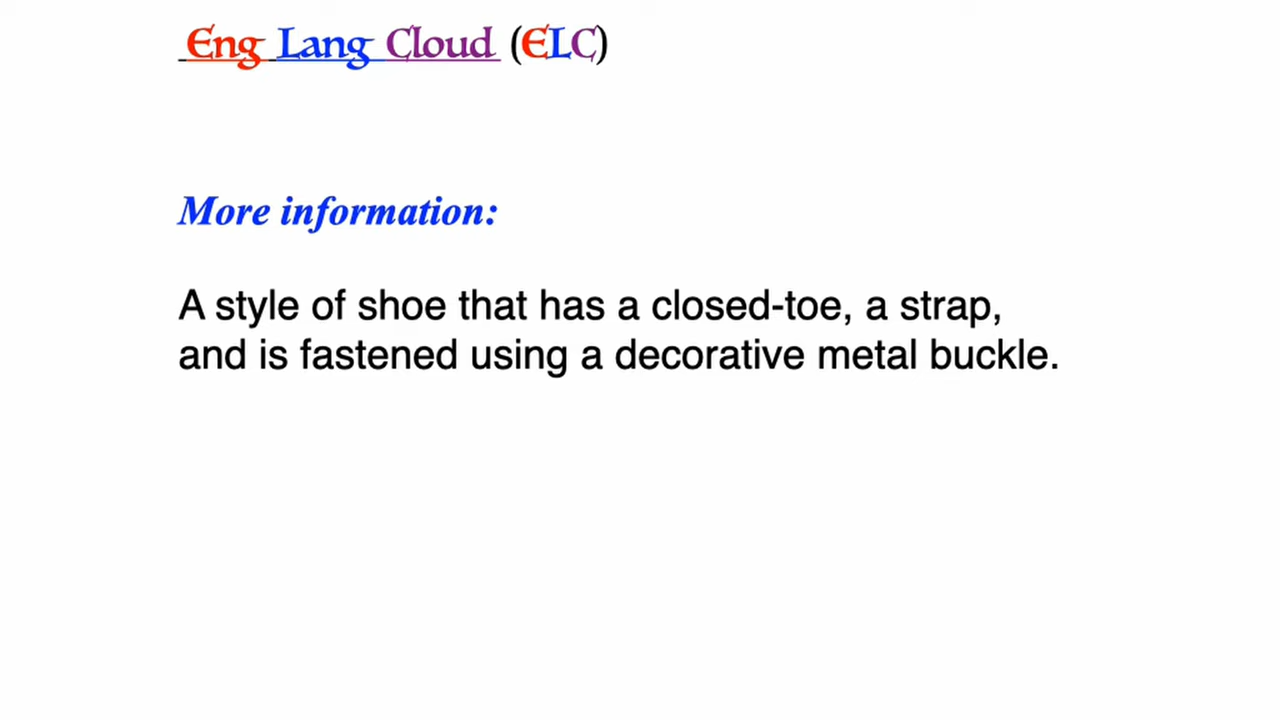 Eng Lang Cloud (ELC)
More information:
A style of shoe that has a closed-toe, a strap,
and is fastened using a decorative metal buckle.